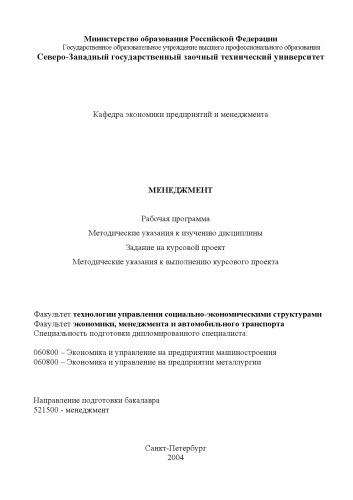 Министерство образования Российской Федерации
Государственное образовательное учреждение высшего профессионального образования
Северо-Западный государственный заочный технический университет
Кафедра экономики предприятий и менеджмента
МЕНЕДЖМЕНТ
Рабочая программа
Методические указания к изучению дисциплины
Задание на курсовой проект
Методические указания к выполнению курсового проекта
Факультет технологии управления социально-экономическими структурами
Факультет экономики, менеджмента и автомобильного транспорта
Специальность подготовки дипломированного специалиста:
060800 – Экономика и управление на предприятии машиностроения
060800 – Экономика и управление на предприятии металлургии
Направление подготовки бакалавра
521500 - менеджмент
Санкт-Петербург
2004